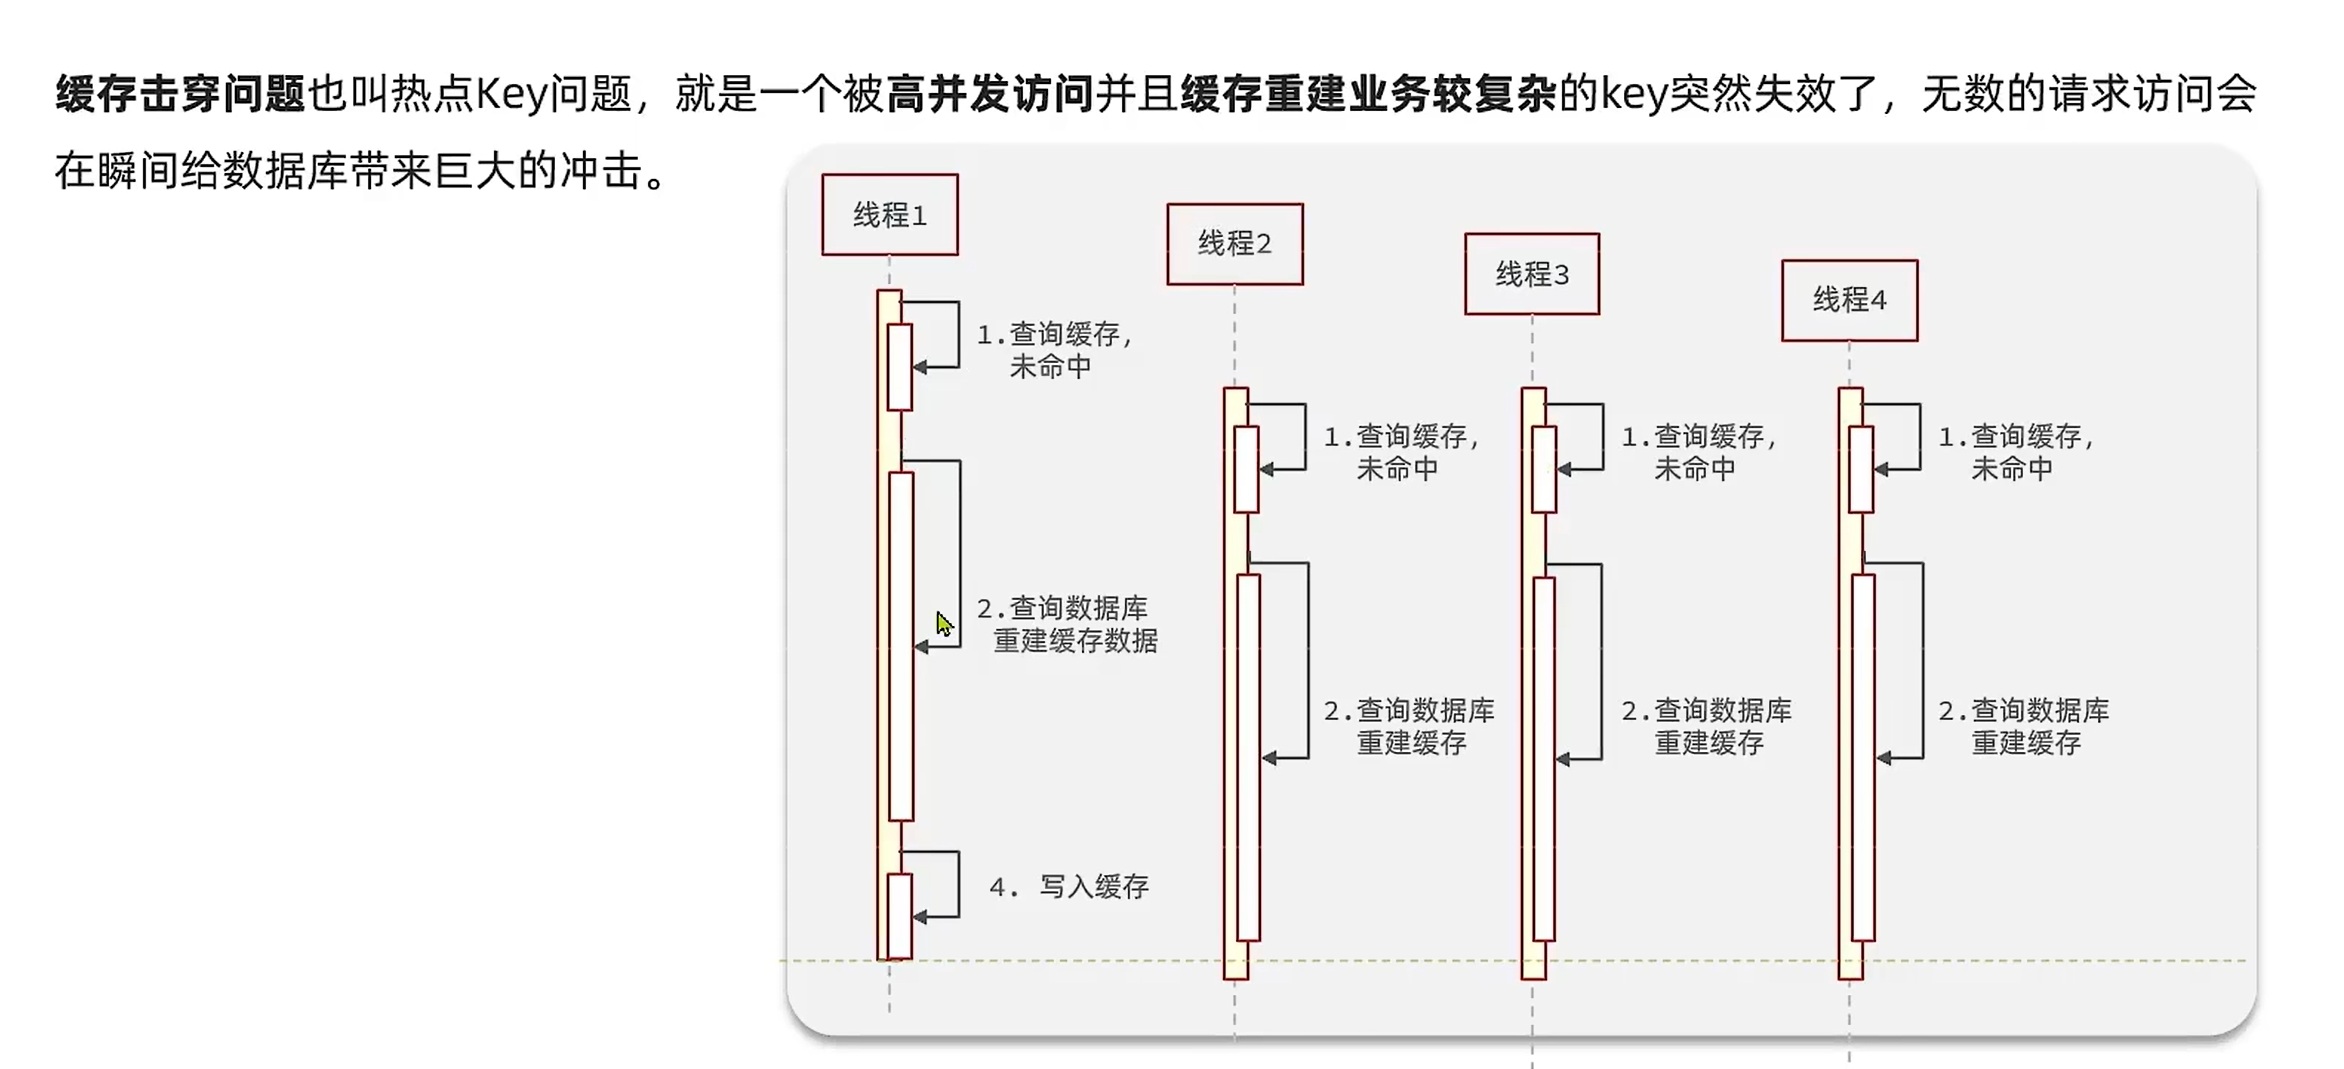 缓存击穿问题也叫热点Key问题，就是一个被高并发访问并且缓存重建业务较复杂的key突然失效了，无数的请求访问会
在瞬间给数据库带来巨大的冲击。
线程1
1.查询缓存，
未命中
2.查询数据库
重建缓存数据
4. 写入缓存
线程2
1.查询缓存，
未命中
2.查询数据库
重建缓存
线程3
1.查询缓存，
未命中
2.查询数据库
重建缓存
线程4
1.查询缓存，
未命中
2.查询数据库
重建缓存